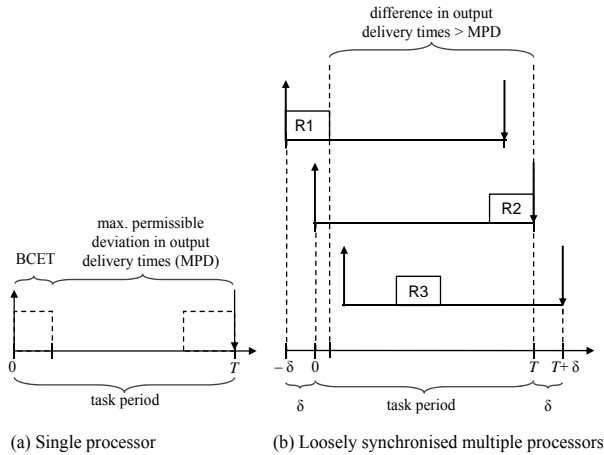 difference in output
delivery times > MPD
R1
R2
R3
max. permissible
deviation in output
delivery times (MPD)
BCET
0
T
task period
– δ
0
T
T + δ
δ
task period
δ
(a) Single processor
(b) Loosely synchronised multiple processors